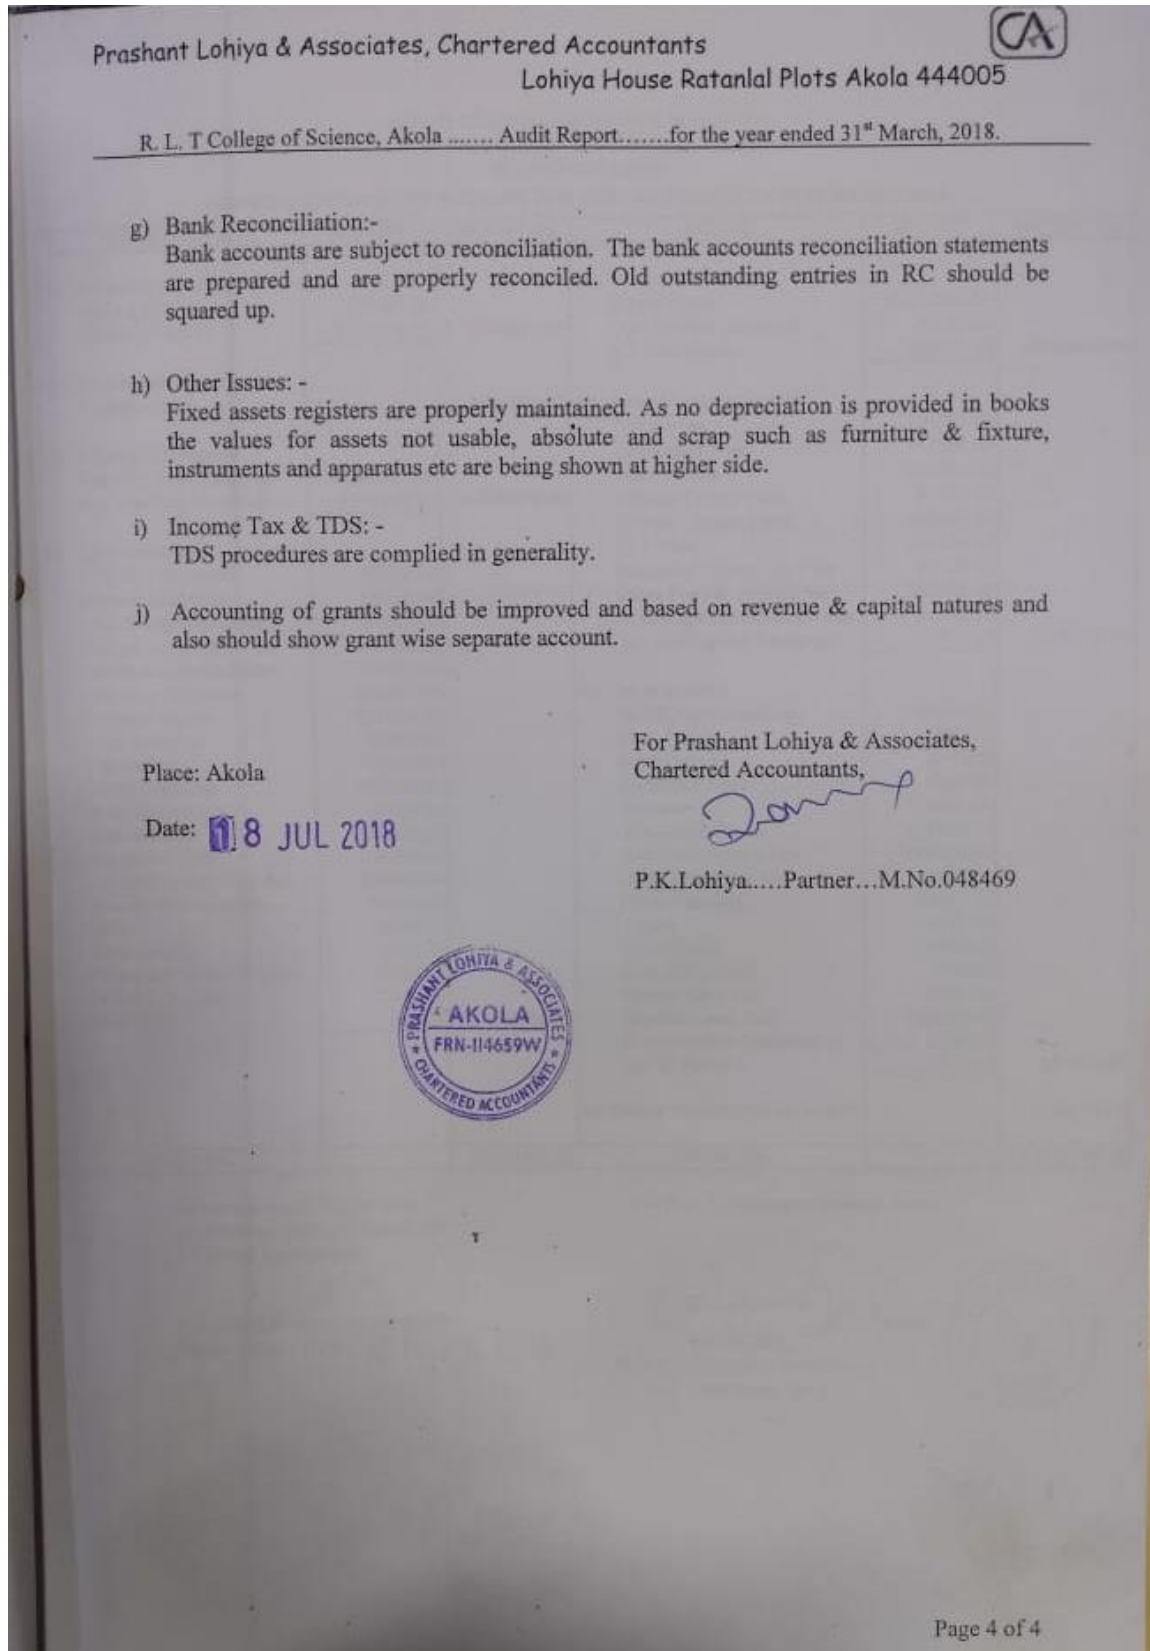 CA
Prashant Lohiya & Associates, Chartered Accountants
Lohiya House Ratanlal Plots Akola 444005
R. L. T College of Science, Akola ....... Audit Report.......for the year ended 31st March, 2018.
g) Bank Reconciliation:-
Bank accounts are subject to reconciliation. The bank accounts reconciliation statements
are prepared and are properly reconciled. Old outstanding entries in RC should be
squared up.
h) Other Issues: -
Fixed assets registers are properly maintained. As no depreciation is provided in books
the values for assets not usable, absolute and scrap such as furniture & fixture,
instruments and apparatus etc are being shown at higher side.
i) Income Tax & TDS: -
TDS procedures are complied in generality.
j) Accounting of grants should be improved and based on revenue & capital natures and
also should show grant wise separate account.
For Prashant Lohiya & Associates,
Chartered Accountants,
Place: Akola
Date: 18 JUL 2018
P.K.Lohiya.....Partner...M.No.048469
PRASHANT LOHIYA & ASSOCIATES
AKOLA
FRN-114659W
* CHARTERED ACCOUNTANTS *
Page 4 of 4